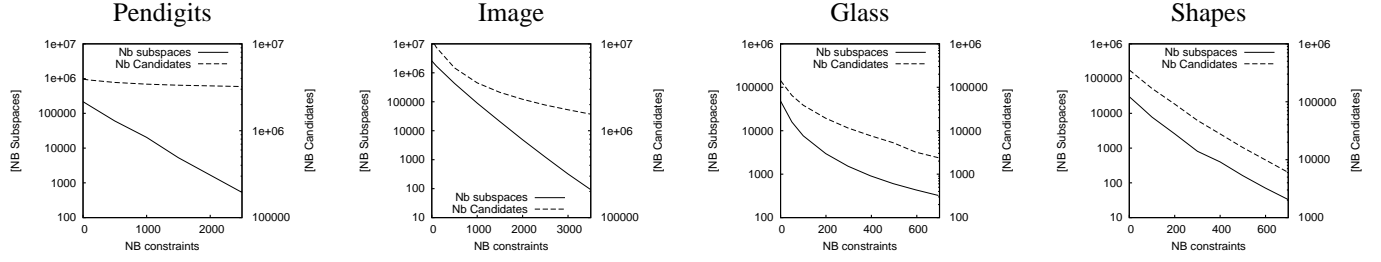 Pendigits
1e+07
1e+06
100000
10000
1000
100
[NB Subspaces]
Nb subspaces
Nb Candidates
1e+07
1e+06
100000
[NB Candidates]
0
1000
2000
NB constraints
Image
1e+07
1e+06
100000
10000
1000
100
10
[NB Subspaces]
Nb subspaces
Nb Candidates
1e+07
1e+06
100000
[NB Candidates]
0
1000
2000
3000
NB constraints
Glass
1e+06
100000
10000
1000
100
[NB Subspaces]
Nb subspaces
Nb Candidates
1e+06
100000
10000
1000
100
[NB Candidates]
0
200
400
600
NB constraints
Shapes
1e+06
100000
10000
1000
100
10
[NB Subspaces]
Nb subspaces
Nb Candidates
1e+06
100000
10000
1000
[NB Candidates]
0
200
400
600
NB constraints